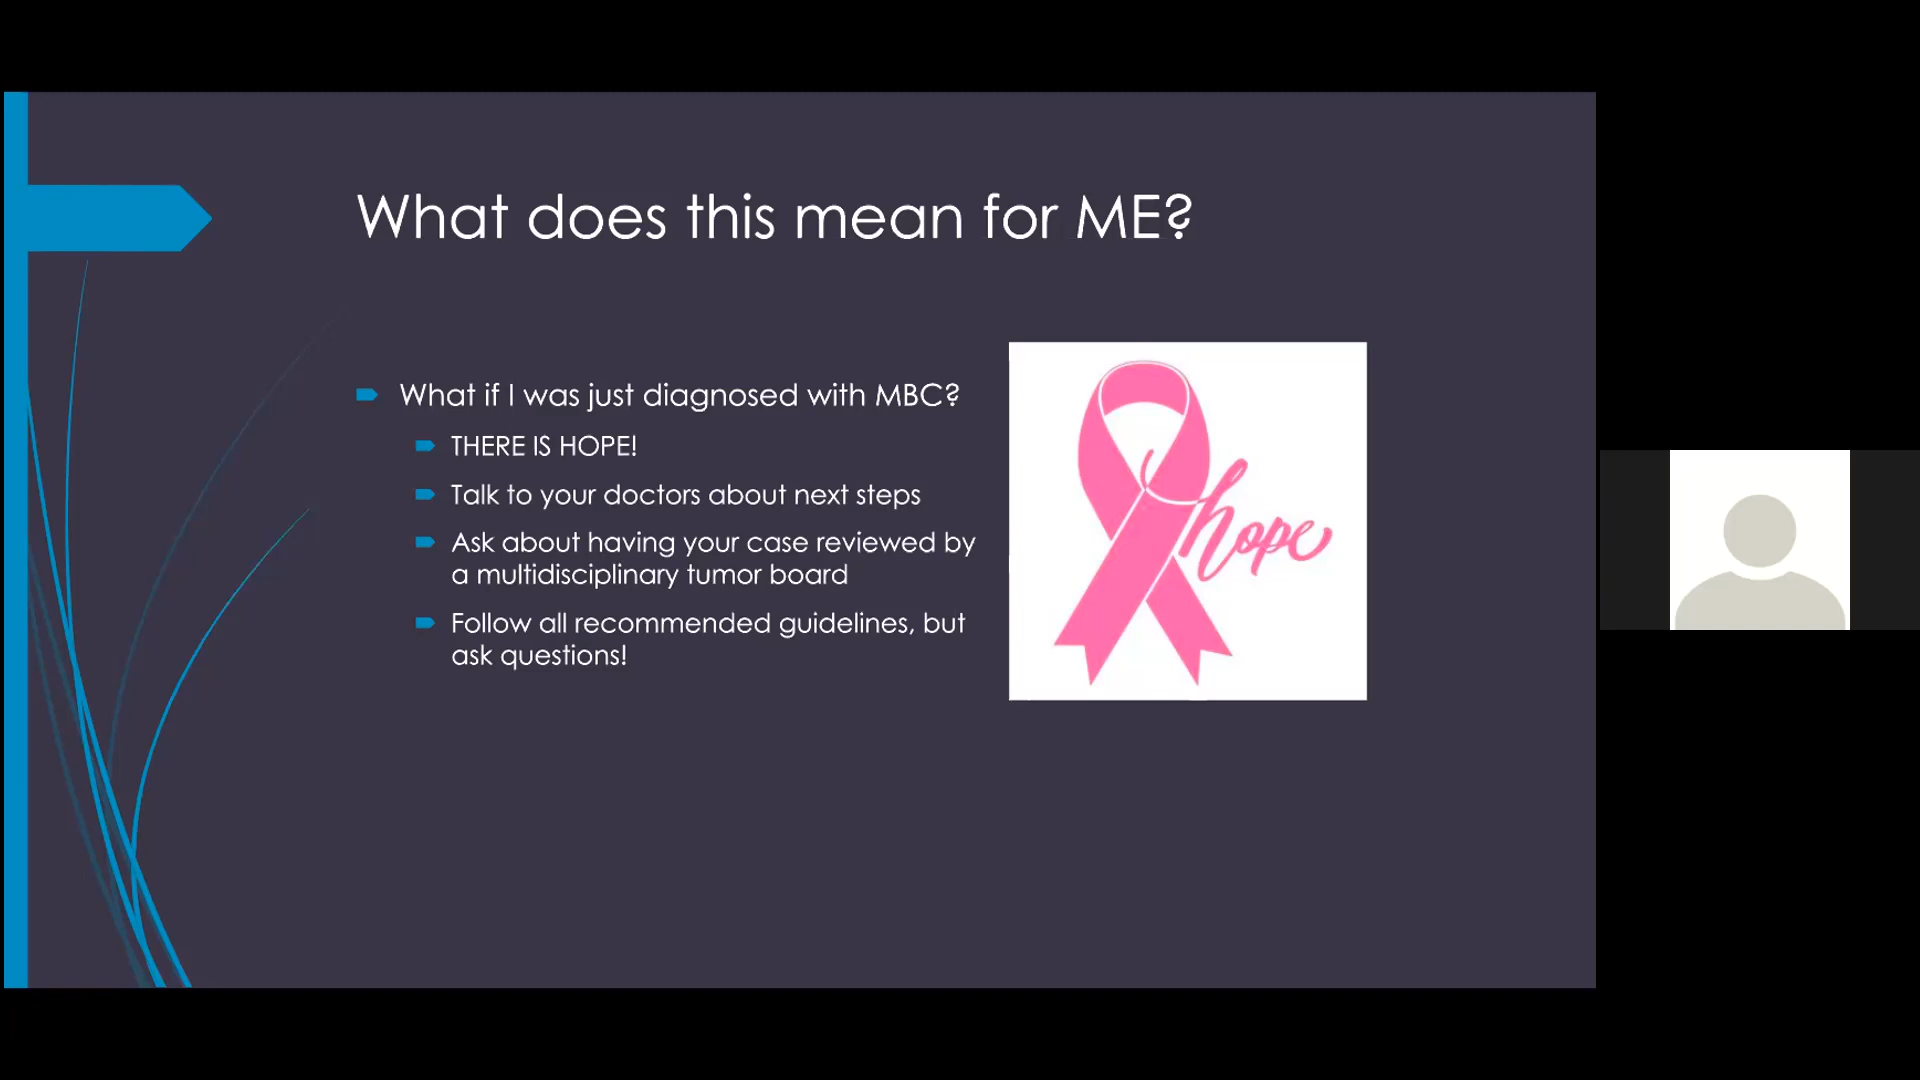 What does this mean for ME?
What if I was just diagnosed with MBC?
THERE IS HOPE!
Talk to your doctors about next steps
Ask about having your case reviewed by
a multidisciplinary tumor board
Follow all recommended guidelines, but
ask questions!
hope